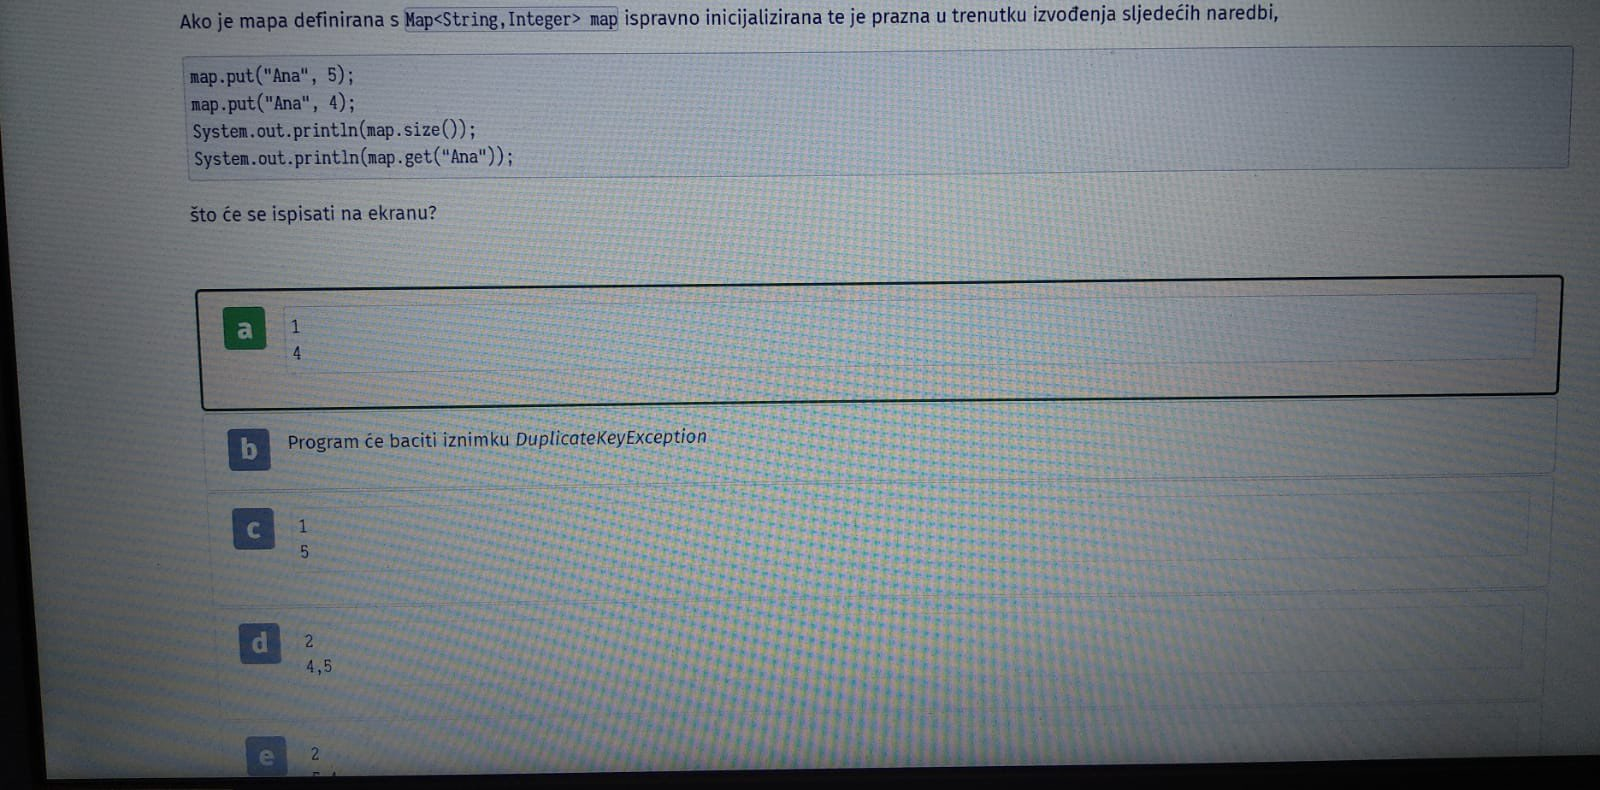 Ako je mapa definirana s Map<String,Integer> map ispravno inicijalizirana te je prazna u trenutku izvođenja sljedećih naredbi,
map.put("Ana", 5);
map.put("Ana", 4);
System.out.println(map.size());
System.out.println(map.get("Ana"));
što će se ispisati na ekranu?
a
1
4
b
Program će baciti iznimku DuplicateKeyException
c
1
5
d
2
4,5
e
2